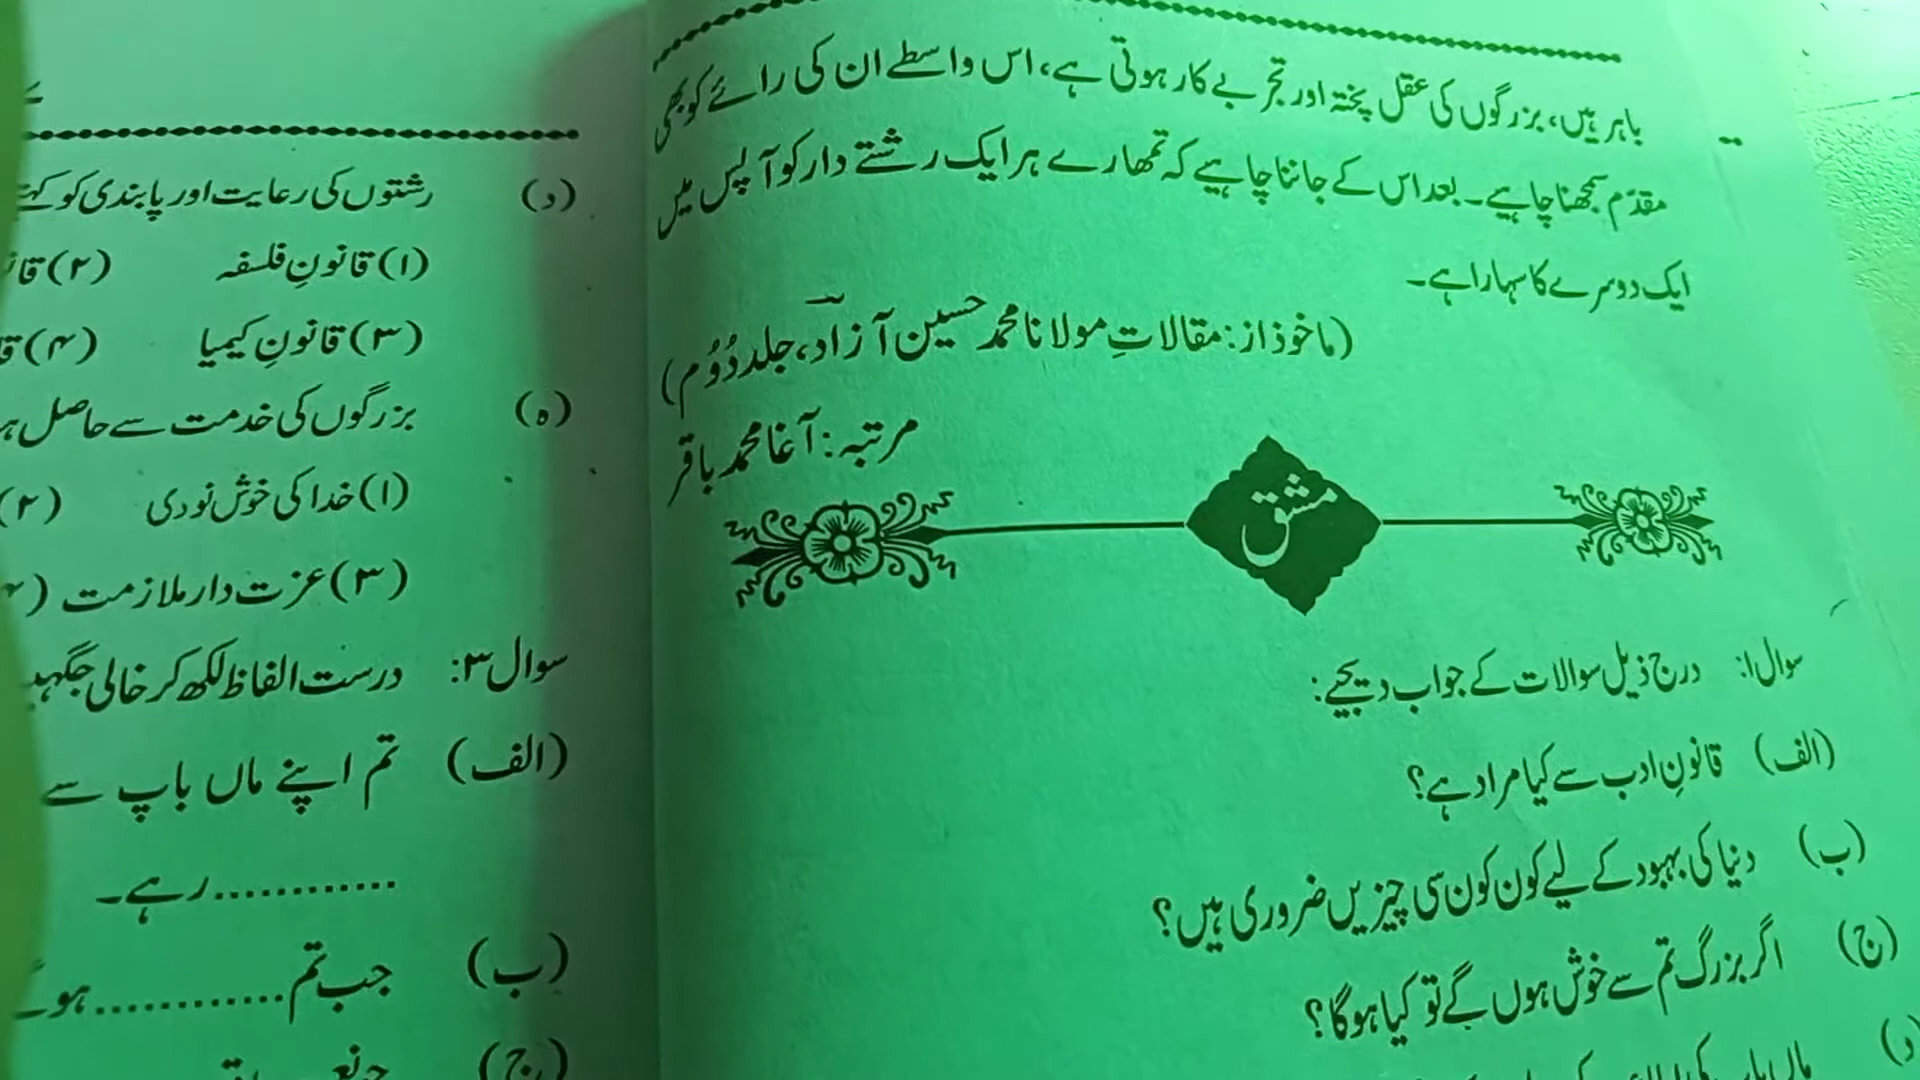 باہر ہیں، بزرگوں کی عقل پختہ اور تجربے کار ہوتی ہے، اس واسطے ان کی رائے کو بھی
مقدّم سمجھنا چاہیے۔ بعد اس کے جاننا چاہیے کہ تمھارے ہر ایک رشتے دار کو آپس میں
ایک دوسرے کا سہارا ہے۔
(ماخوذ از: مقالاتِ مولانا محمد حسین آزادؔ، جلد دُوُم)
مرتبہ: آغا محمد باقر
مشق
سوال ۱: درج ذیل سوالات کے جواب دیجیے:
(الف) قانونِ ادب سے کیا مراد ہے؟
(ب) دنیا کی بہبود کے لیے کون کون سی چیزیں ضروری ہیں؟
(ج) اگر بزرگ تم سے خوش ہوں گے تو کیا ہوگا؟
(د) ماں باپ کی
(د) رشتوں کی رعایت اور پابندی کو
(۱) قانونِ فلسفہ (۲)
(۳) قانونِ کیمیا (۴)
(ہ) بزرگوں کی خدمت سے حاصل
(۱) خدا کی خوش نودی (۲)
(۳) عزت دار ملازمت
سوال ۳: درست الفاظ لکھ کر خالی
(الف) تم اپنے ماں باپ سے
............ رہے۔
(ب) جب تم ............ ہو
(ج)